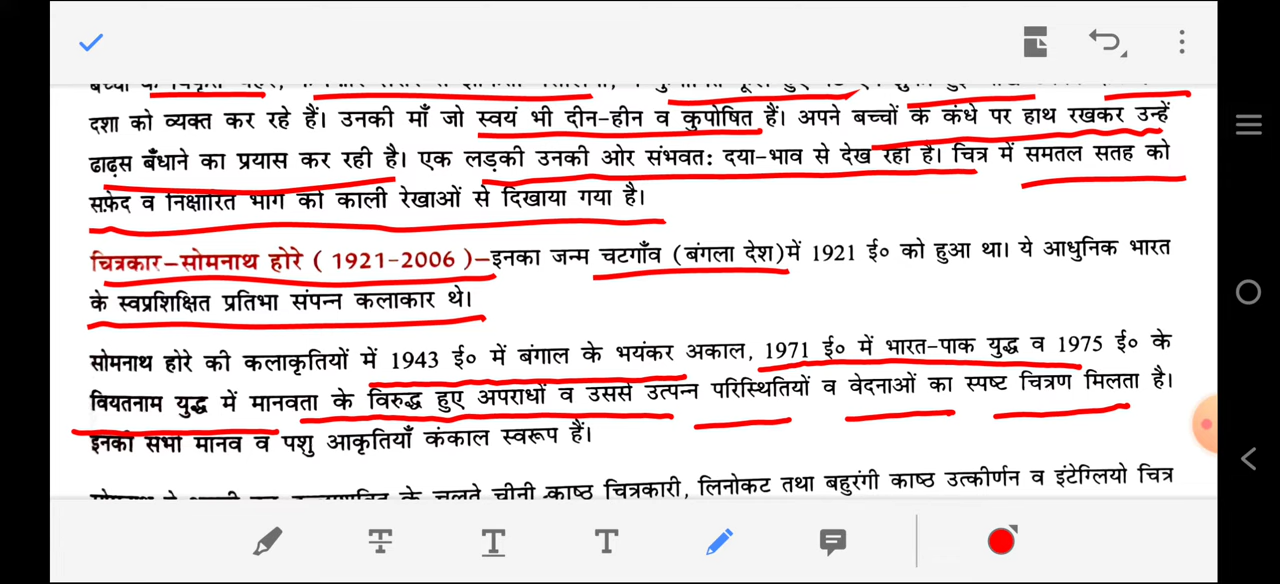 दशा को व्यक्त कर रहे हैं। उनकी माँ जो स्वयं भी दीन-हीन व कुपोषित हैं। अपने बच्चों के कंधे पर हाथ रखकर उन्हें
ढाढ़स बँधाने का प्रयास कर रही है। एक लड़की उनकी ओर संभवत: दया-भाव से देख रही है। चित्र में समतल सतह को
सफ़ेद व निक्षारित भाग को काली रेखाओं से दिखाया गया है।
चित्रकार–सोमनाथ होरे ( 1921-2006 )–इनका जन्म चटगाँव (बंगला देश)में 1921 ई० को हुआ था। ये आधुनिक भारत
के स्वप्रशिक्षित प्रतिभा संपन्न कलाकार थे।
सोमनाथ होरे की कलाकृतियों में 1943 ई० में बंगाल के भयंकर अकाल, 1971 ई० में भारत-पाक युद्ध व 1975 ई० के
वियतनाम युद्ध में मानवता के विरुद्ध हुए अपराधों व उससे उत्पन्न परिस्थितियों व वेदनाओं का स्पष्ट चित्रण मिलता है।
इनकी सभी मानव व पशु आकृतियाँ कंकाल स्वरूप हैं।
के चलते चीनी काष्ठ चित्रकारी, लिनोकट तथा बहुरंगी काष्ठ उत्कीर्णन व इंटेग्लियो चित्र
T T T